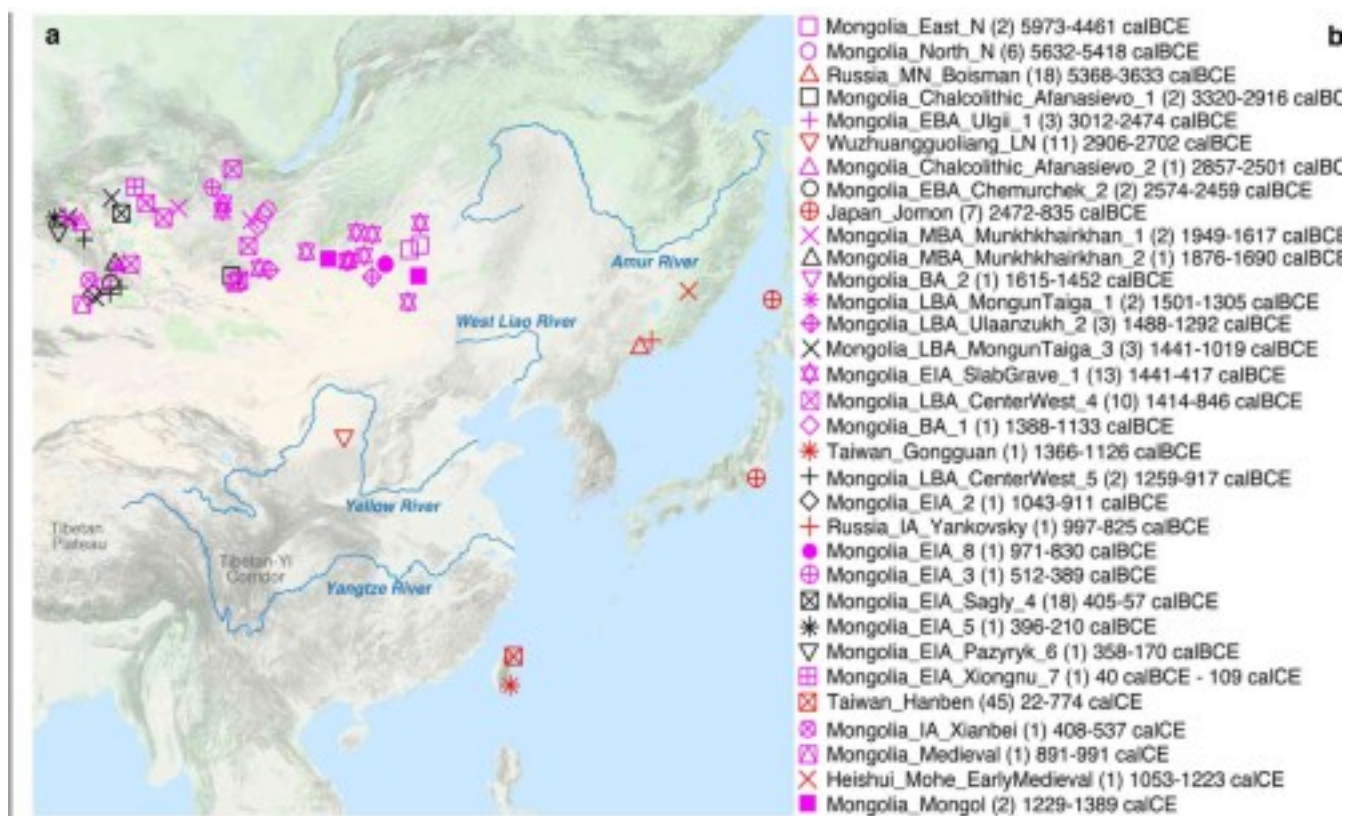 a
b
Mongolia_East_N (2) 5973-4461 calBCE
Mongolia_North_N (6) 5632-5418 calBCE
Russia_MN_Boisman (18) 5368-3633 calBCE
Mongolia_Chalcolithic_Afanasievo_1 (2) 3320-2916 calBC
Mongolia_EBA_Ulgii_1 (3) 3012-2474 calBCE
Wuzhuangguoliang_LN (11) 2906-2702 calBCE
Mongolia_Chalcolithic_Afanasievo_2 (1) 2857-2501 calBC
Mongolia_EBA_Chemurchek_2 (2) 2574-2459 calBCE
Japan_Jomon (7) 2472-835 calBCE
Mongolia_MBA_Munkhkhairkhan_1 (2) 1949-1617 calBCE
Mongolia_MBA_Munkhkhairkhan_2 (1) 1876-1690 calBCE
Mongolia_BA_2 (1) 1615-1452 calBCE
Mongolia_LBA_MongunTaiga_1 (2) 1501-1305 calBCE
Mongolia_LBA_Ulaanzukh_2 (3) 1488-1292 calBCE
Mongolia_LBA_MongunTaiga_3 (3) 1441-1019 calBCE
Mongolia_EIA_SlabGrave_1 (13) 1441-417 calBCE
Mongolia_LBA_CenterWest_4 (10) 1414-846 calBCE
Mongolia_BA_1 (1) 1388-1133 calBCE
Taiwan_Gongguan (1) 1366-1126 calBCE
Mongolia_LBA_CenterWest_5 (2) 1259-917 calBCE
Mongolia_EIA_2 (1) 1043-911 calBCE
Russia_IA_Yankovsky (1) 997-825 calBCE
Mongolia_EIA_8 (1) 971-830 calBCE
Mongolia_EIA_3 (1) 512-389 calBCE
Mongolia_EIA_Sagly_4 (18) 405-57 calBCE
Mongolia_EIA_5 (1) 396-210 calBCE
Mongolia_EIA_Pazyryk_6 (1) 358-170 calBCE
Mongolia_EIA_Xiongnu_7 (1) 40 calBCE - 109 calCE
Taiwan_Hanben (45) 22-774 calCE
Mongolia_IA_Xianbei (1) 408-537 calCE
Mongolia_Medieval (1) 891-991 calCE
Heishui_Mohe_EarlyMedieval (1) 1053-1223 calCE
Mongolia_Mongol (2) 1229-1389 calCE
Amur River
West Liao River
Yellow River
Tibetan
Plateau
Tibetan-Yi
Corridor
Yangtze River